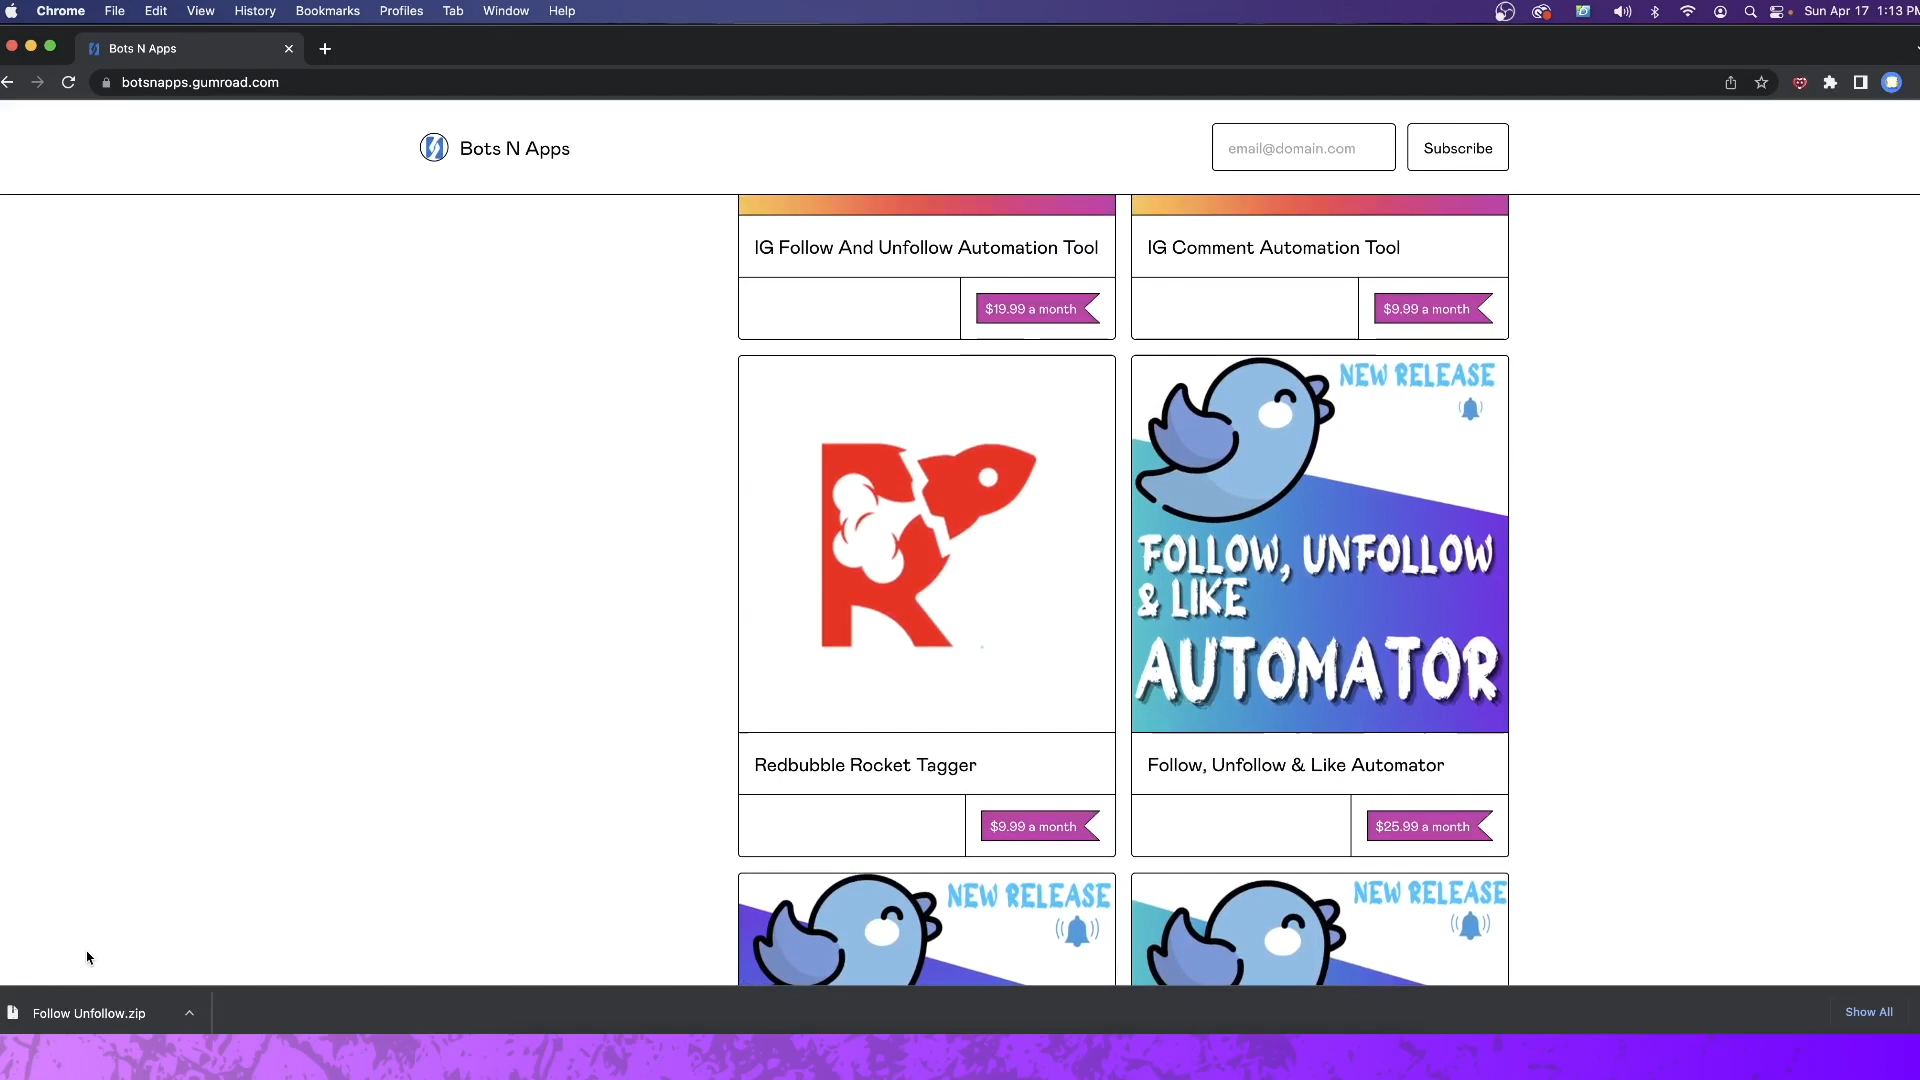 Chrome File Edit View History Bookmarks Profiles Tab Window Help Sun Apr 17 1:13 PM
Bots N Apps
botsnapps.gumroad.com
Bots N Apps email@domain.com Subscribe
IG Follow And Unfollow Automation Tool
$19.99 a month
IG Comment Automation Tool
$9.99 a month
Redbubble Rocket Tagger
$9.99 a month
NEW RELEASE
FOLLOW, UNFOLLOW
& LIKE
AUTOMATOR
Follow, Unfollow & Like Automator
$25.99 a month
NEW RELEASE
NEW RELEASE
Follow Unfollow.zip
Show All